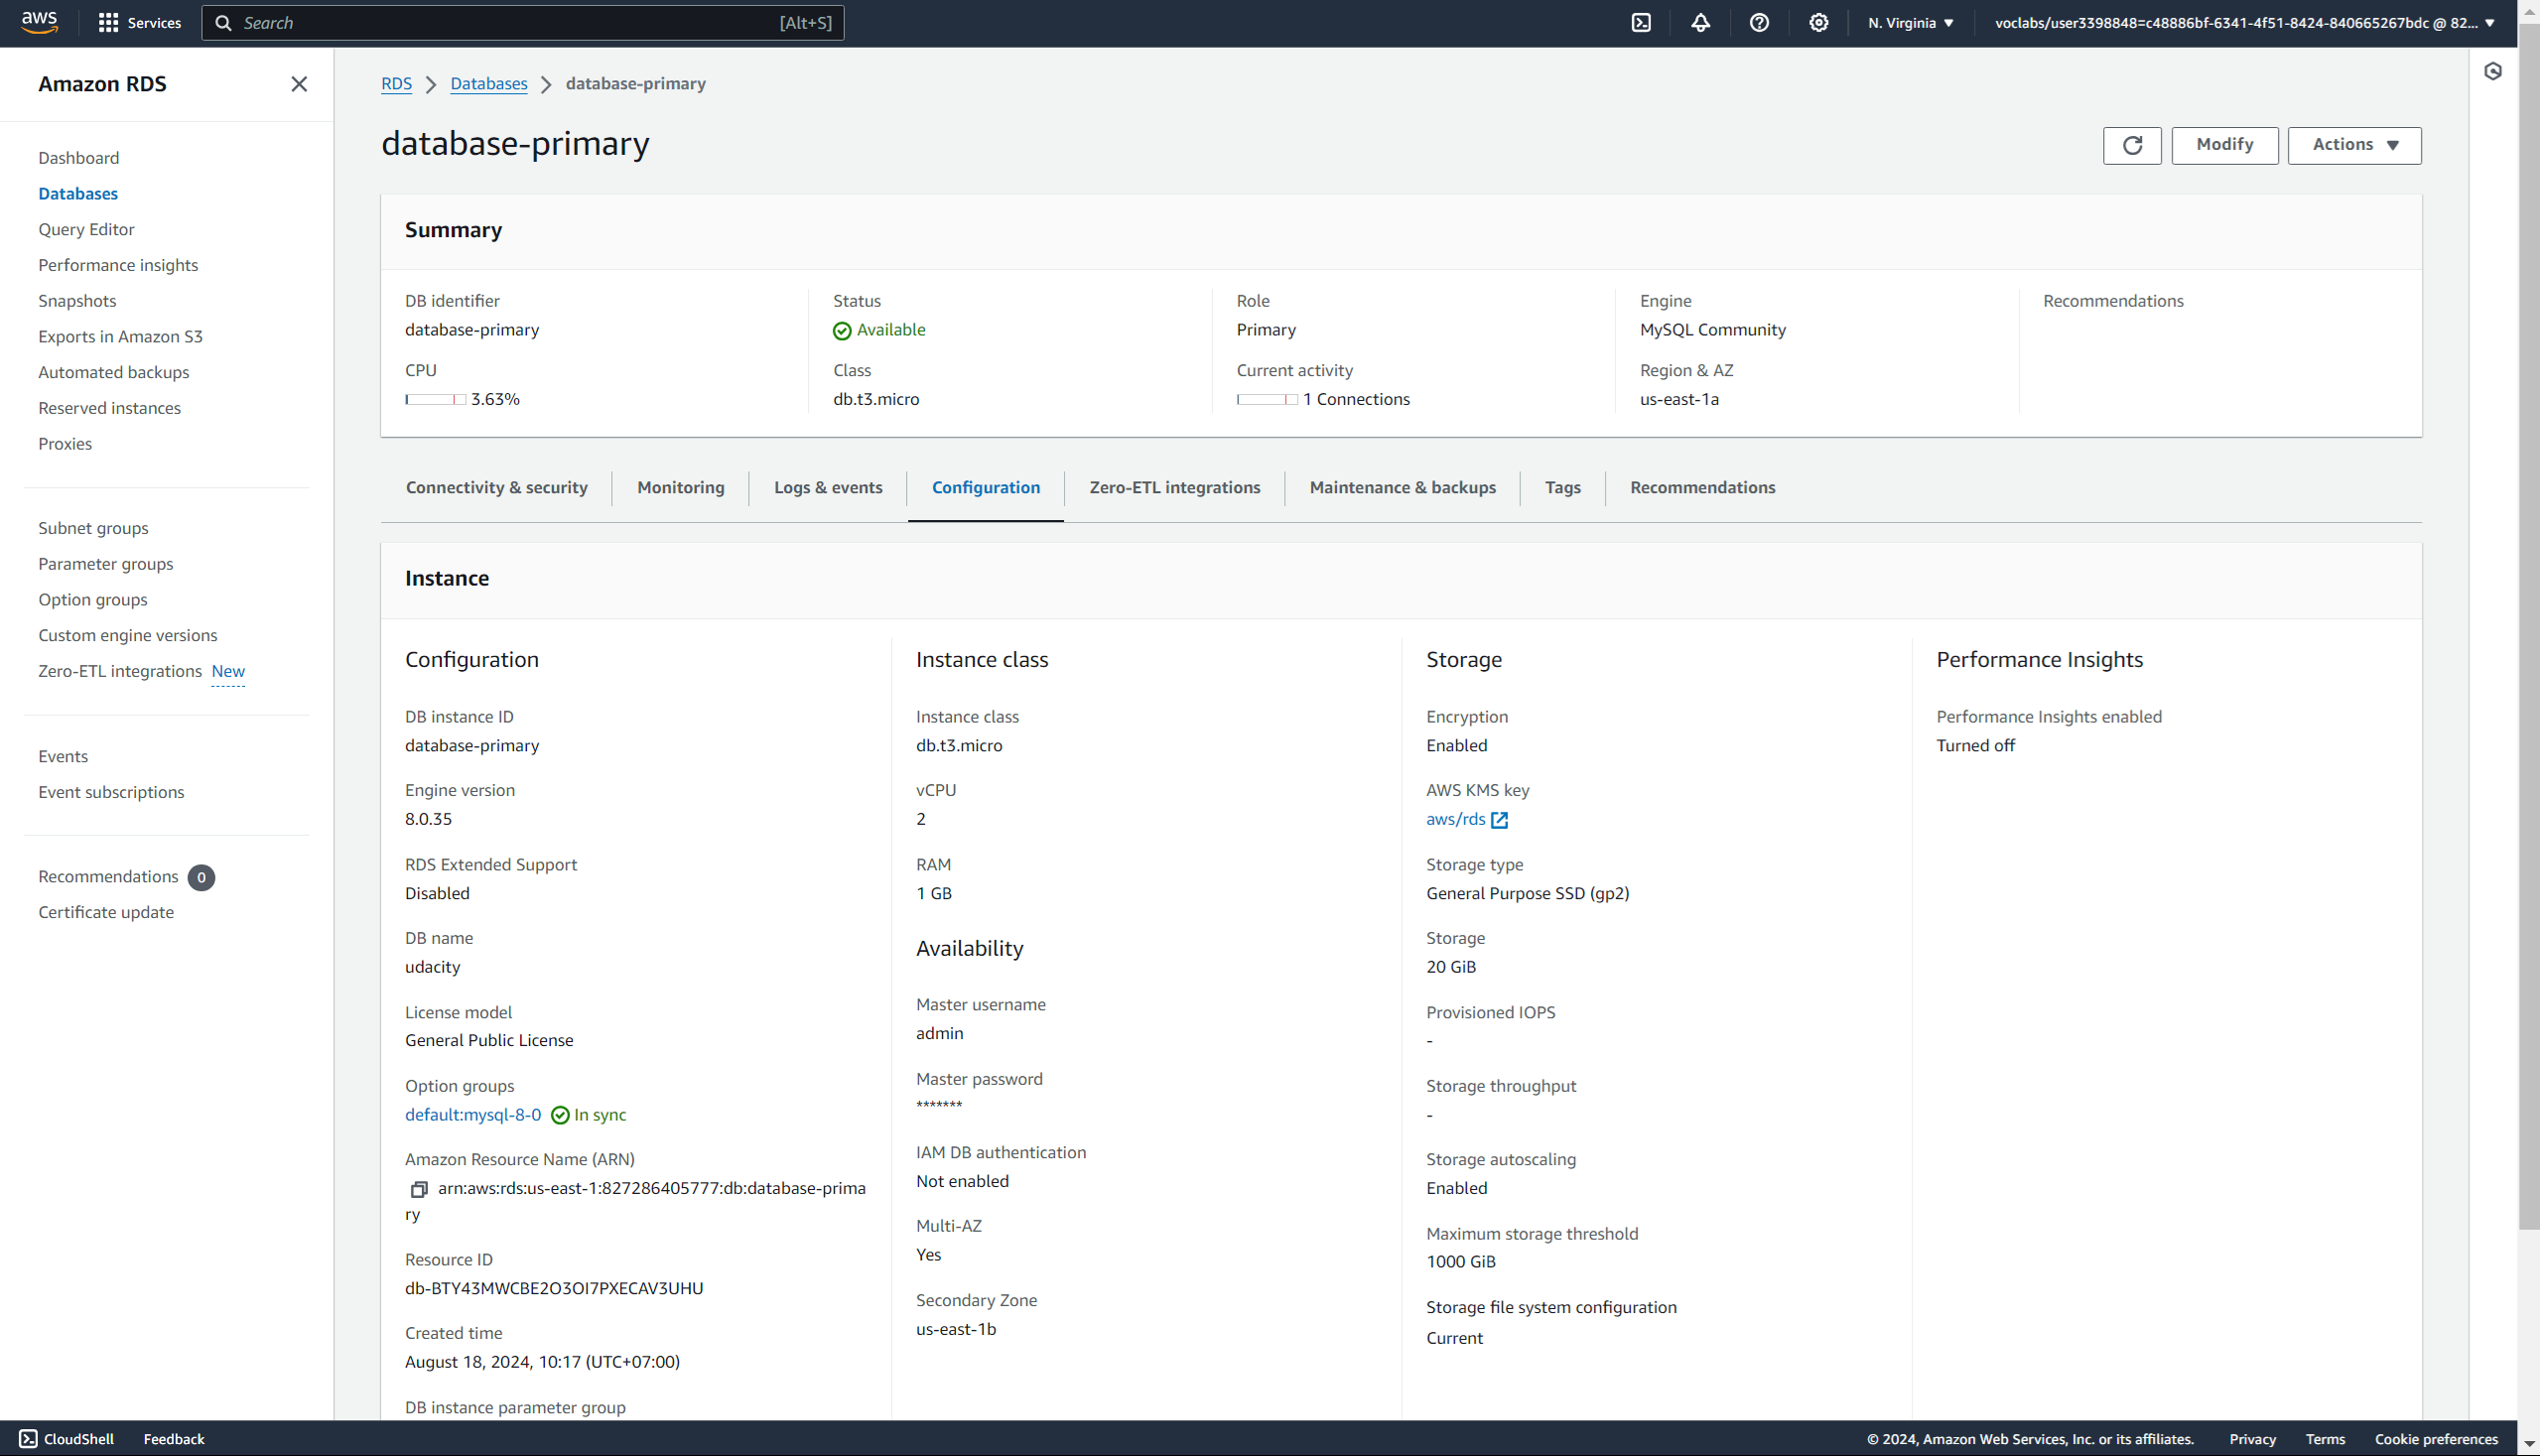 aws
Services
Search
[Alt+S]
N. Virginia
voclabs/user3398848=c48886bf-6341-4f51-8424-840665267bdc @ 82...
Amazon RDS
Dashboard
Databases
Query Editor
Performance insights
Snapshots
Exports in Amazon S3
Automated backups
Reserved instances
Proxies
Subnet groups
Parameter groups
Option groups
Custom engine versions
Zero-ETL integrations New
Events
Event subscriptions
Recommendations 0
Certificate update
RDS > Databases > database-primary
database-primary
Modify
Actions
Summary
DB identifier
database-primary
CPU
3.63%
Status
Available
Class
db.t3.micro
Role
Primary
Current activity
1 Connections
Engine
MySQL Community
Region & AZ
us-east-1a
Recommendations
Connectivity & security
Monitoring
Logs & events
Configuration
Zero-ETL integrations
Maintenance & backups
Tags
Recommendations
Instance
Configuration
DB instance ID
database-primary
Engine version
8.0.35
RDS Extended Support
Disabled
DB name
udacity
License model
General Public License
Option groups
default:mysql-8-0 In sync
Amazon Resource Name (ARN)
arn:aws:rds:us-east-1:827286405777:db:database-prima
ry
Resource ID
db-BTY43MWCBE2O3OI7PXECAV3UHU
Created time
August 18, 2024, 10:17 (UTC+07:00)
DB instance parameter group
Instance class
Instance class
db.t3.micro
vCPU
2
RAM
1 GB
Availability
Master username
admin
Master password
*******
IAM DB authentication
Not enabled
Multi-AZ
Yes
Secondary Zone
us-east-1b
Storage
Encryption
Enabled
AWS KMS key
aws/rds
Storage type
General Purpose SSD (gp2)
Storage
20 GiB
Provisioned IOPS
-
Storage throughput
-
Storage autoscaling
Enabled
Maximum storage threshold
1000 GiB
Storage file system configuration
Current
Performance Insights
Performance Insights enabled
Turned off
CloudShell
Feedback
© 2024, Amazon Web Services, Inc. or its affiliates.
Privacy
Terms
Cookie preferences